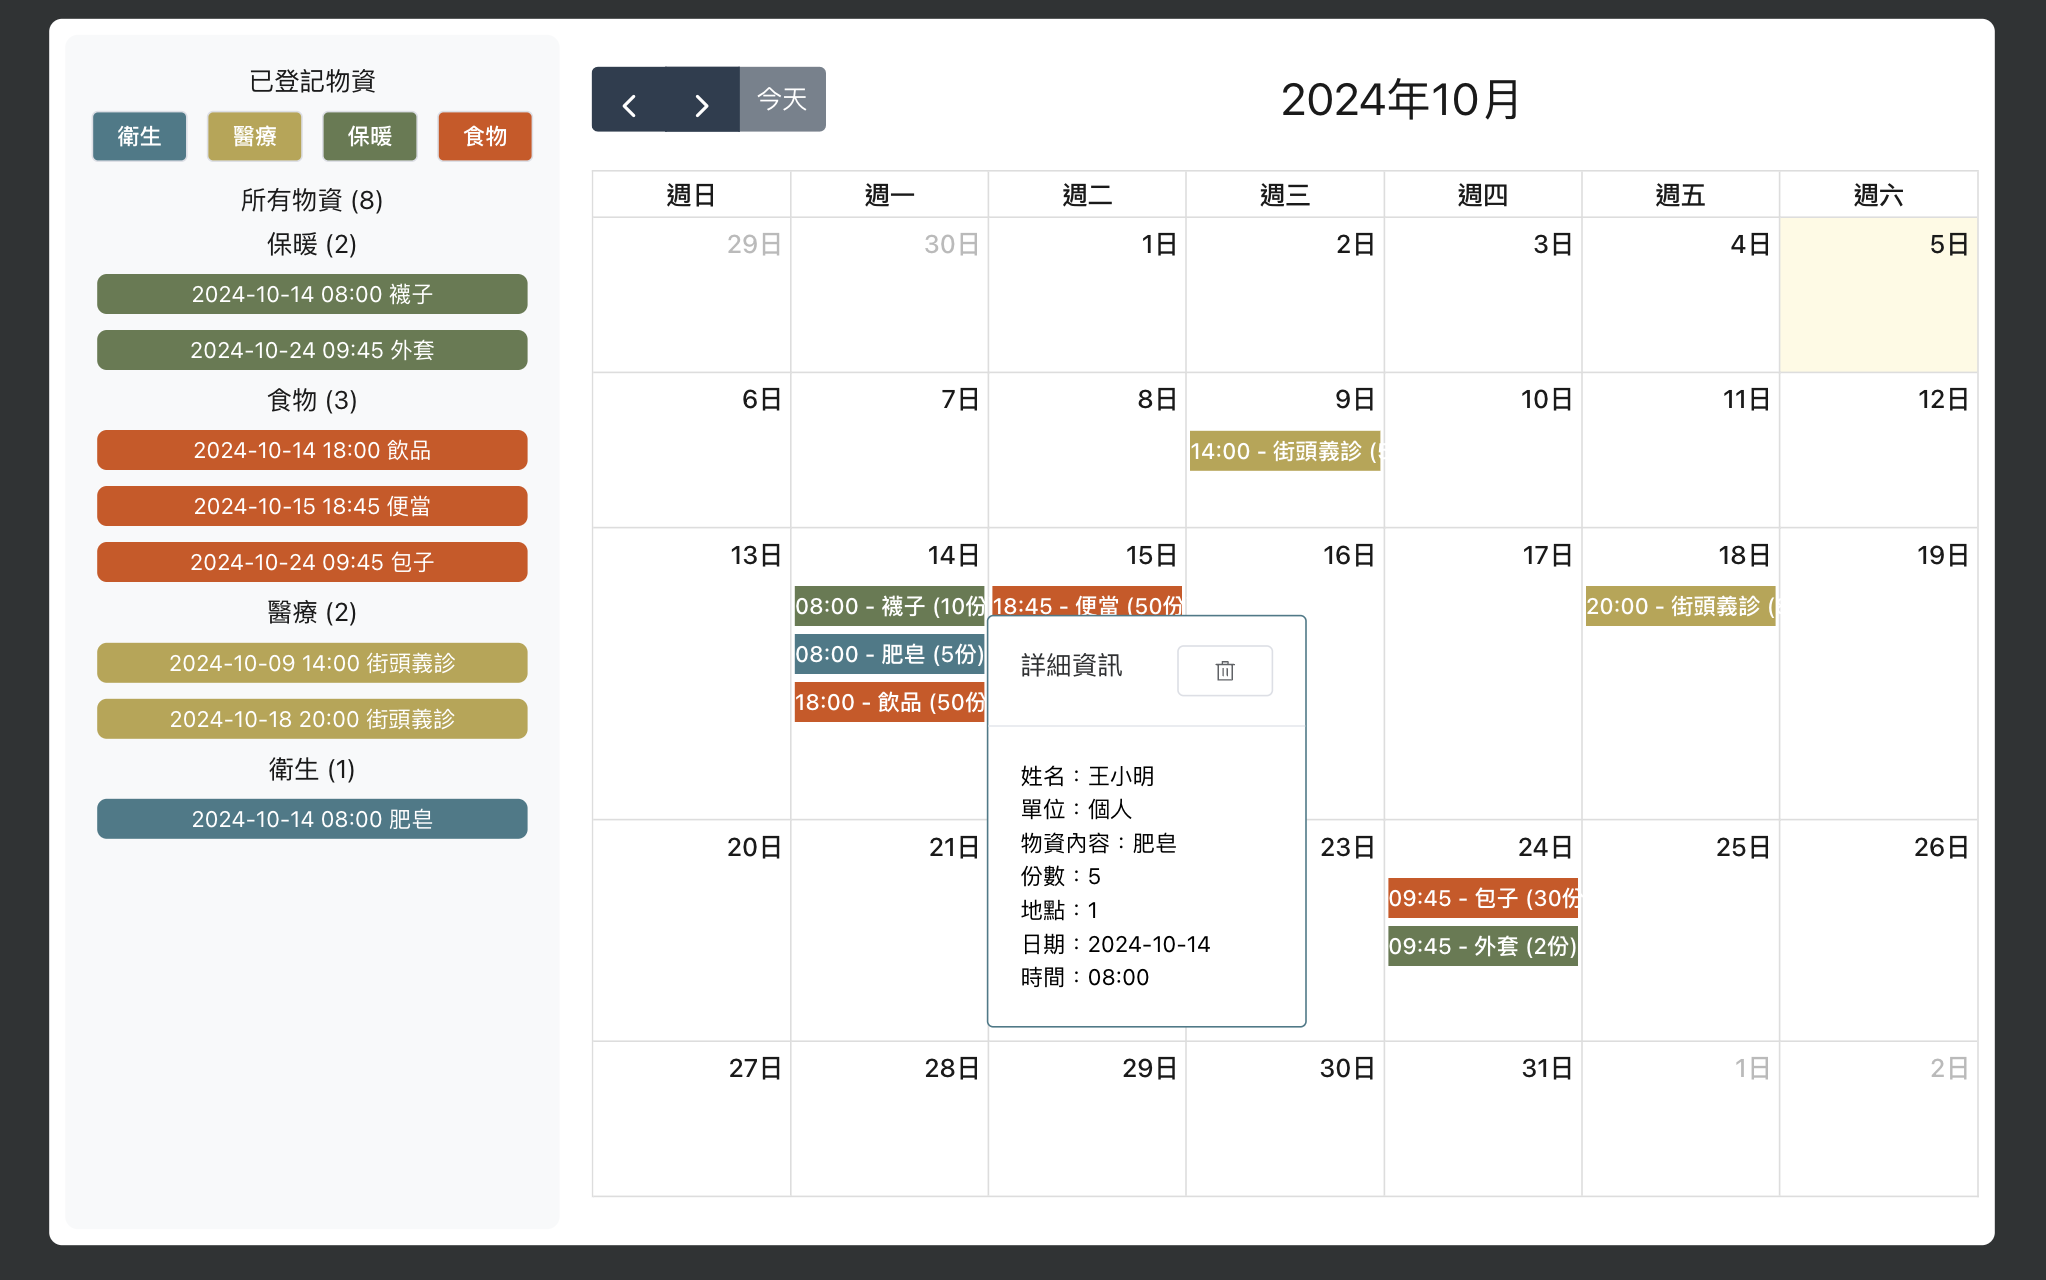 已登記物資
衛生 醫療 保暖 食物
所有物資 (8)
保暖 (2)
2024-10-14 08:00 襪子
2024-10-24 09:45 外套
食物 (3)
2024-10-14 18:00 飲品
2024-10-15 18:45 便當
2024-10-24 09:45 包子
醫療 (2)
2024-10-09 14:00 街頭義診
2024-10-18 20:00 街頭義診
衛生 (1)
2024-10-14 08:00 肥皂
今天
2024年10月
週日 週一 週二 週三 週四 週五 週六
29日 30日 1日 2日 3日 4日 5日
6日 7日 8日 9日 10日 11日 12日
14:00 - 街頭義診 (
13日 14日 15日 16日 17日 18日 19日
08:00 - 襪子 (10份 18:45 - 便當 (50份 20:00 - 街頭義診 (
08:00 - 肥皂 (5份)
18:00 - 飲品 (50份
詳細資訊
姓名：王小明
單位：個人
物資內容：肥皂
份數：5
地點：1
日期：2024-10-14
時間：08:00
20日 21日 23日 24日 25日 26日
09:45 - 包子 (30份
09:45 - 外套 (2份)
27日 28日 29日 30日 31日 1日 2日